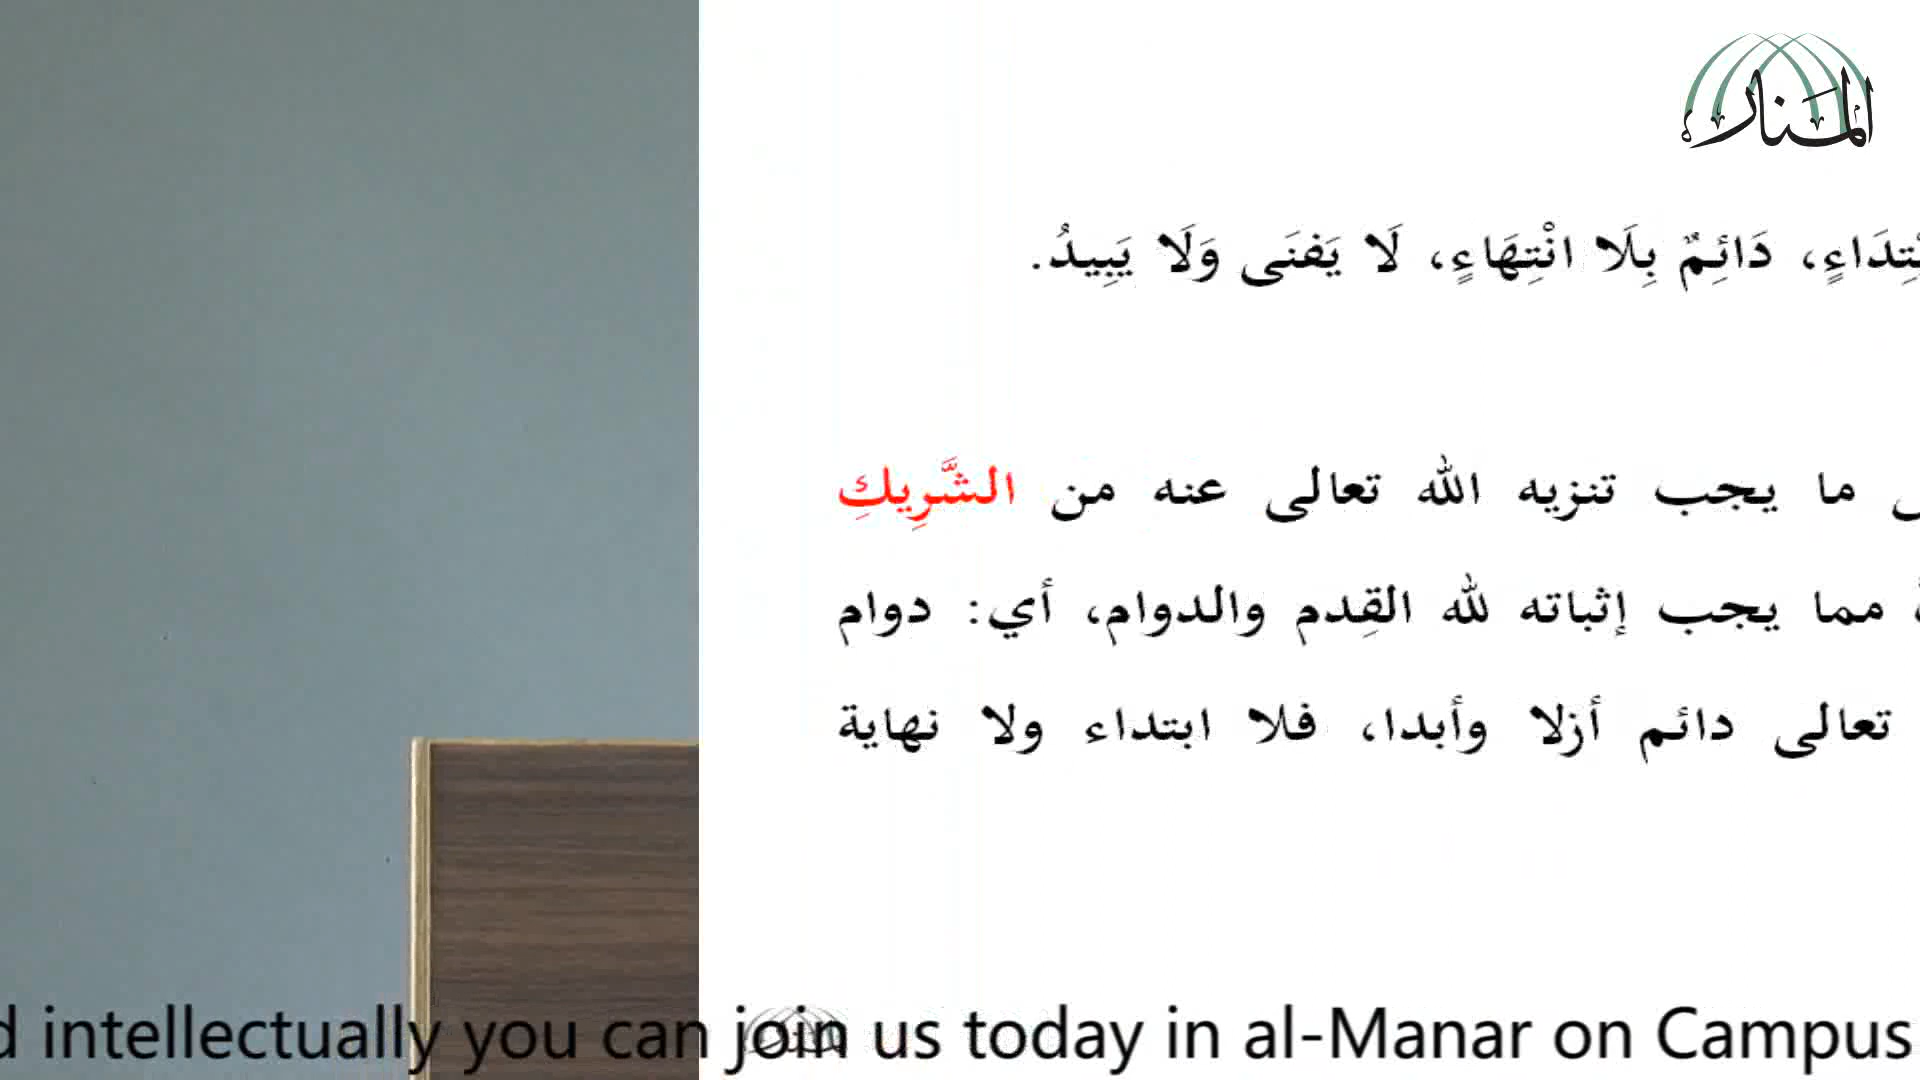 المنار
دَائِمٌ بِلَا انْتِهَاءٍ، لَا يَفنَى وَلَا يَبِيدُ.
ما يجب تنزيه الله تعالى عنه من الشَّرِيكِ
مما يجب إثباته لله القِدم والدوام، أي: دوام
تعالى دائم أزلا وأبدا، فلا ابتداء ولا نهاية
intellectually you can join us today in al-Manar on Campus